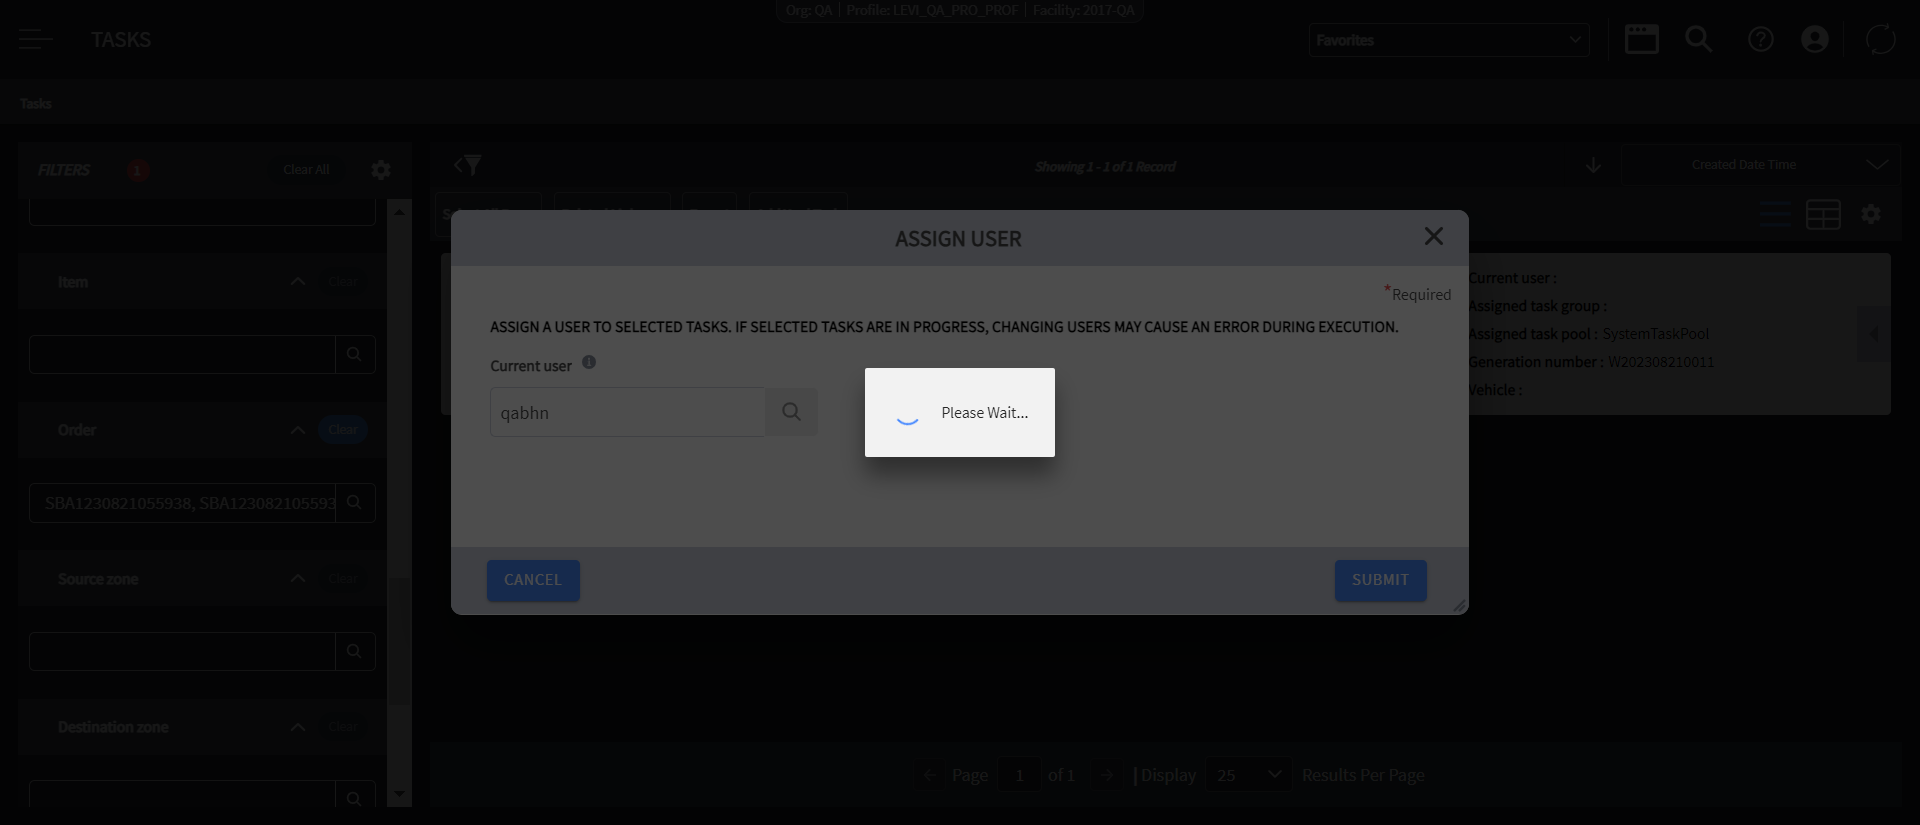 Org: QA | Profile: LEVI_QA_PRO_PROF | Facility: 2017-QA
TASKS
Favorites
Tasks
FILTERS
1
Clear All
Showing 1 - 1 of 1 Record
Created Date Time
Item
Clear
Order
Clear
SBA1230821055938, SBA123082105593
Source zone
Clear
Destination zone
Clear
ASSIGN USER
*Required
ASSIGN A USER TO SELECTED TASKS. IF SELECTED TASKS ARE IN PROGRESS, CHANGING USERS MAY CAUSE AN ERROR DURING EXECUTION.
Current user
qabhn
Please Wait...
CANCEL
SUBMIT
Current user :
Assigned task group :
Assigned task pool : SystemTaskPool
Generation number : W202308210011
Vehicle :
Page 1 of 1 | Display 25 Results Per Page